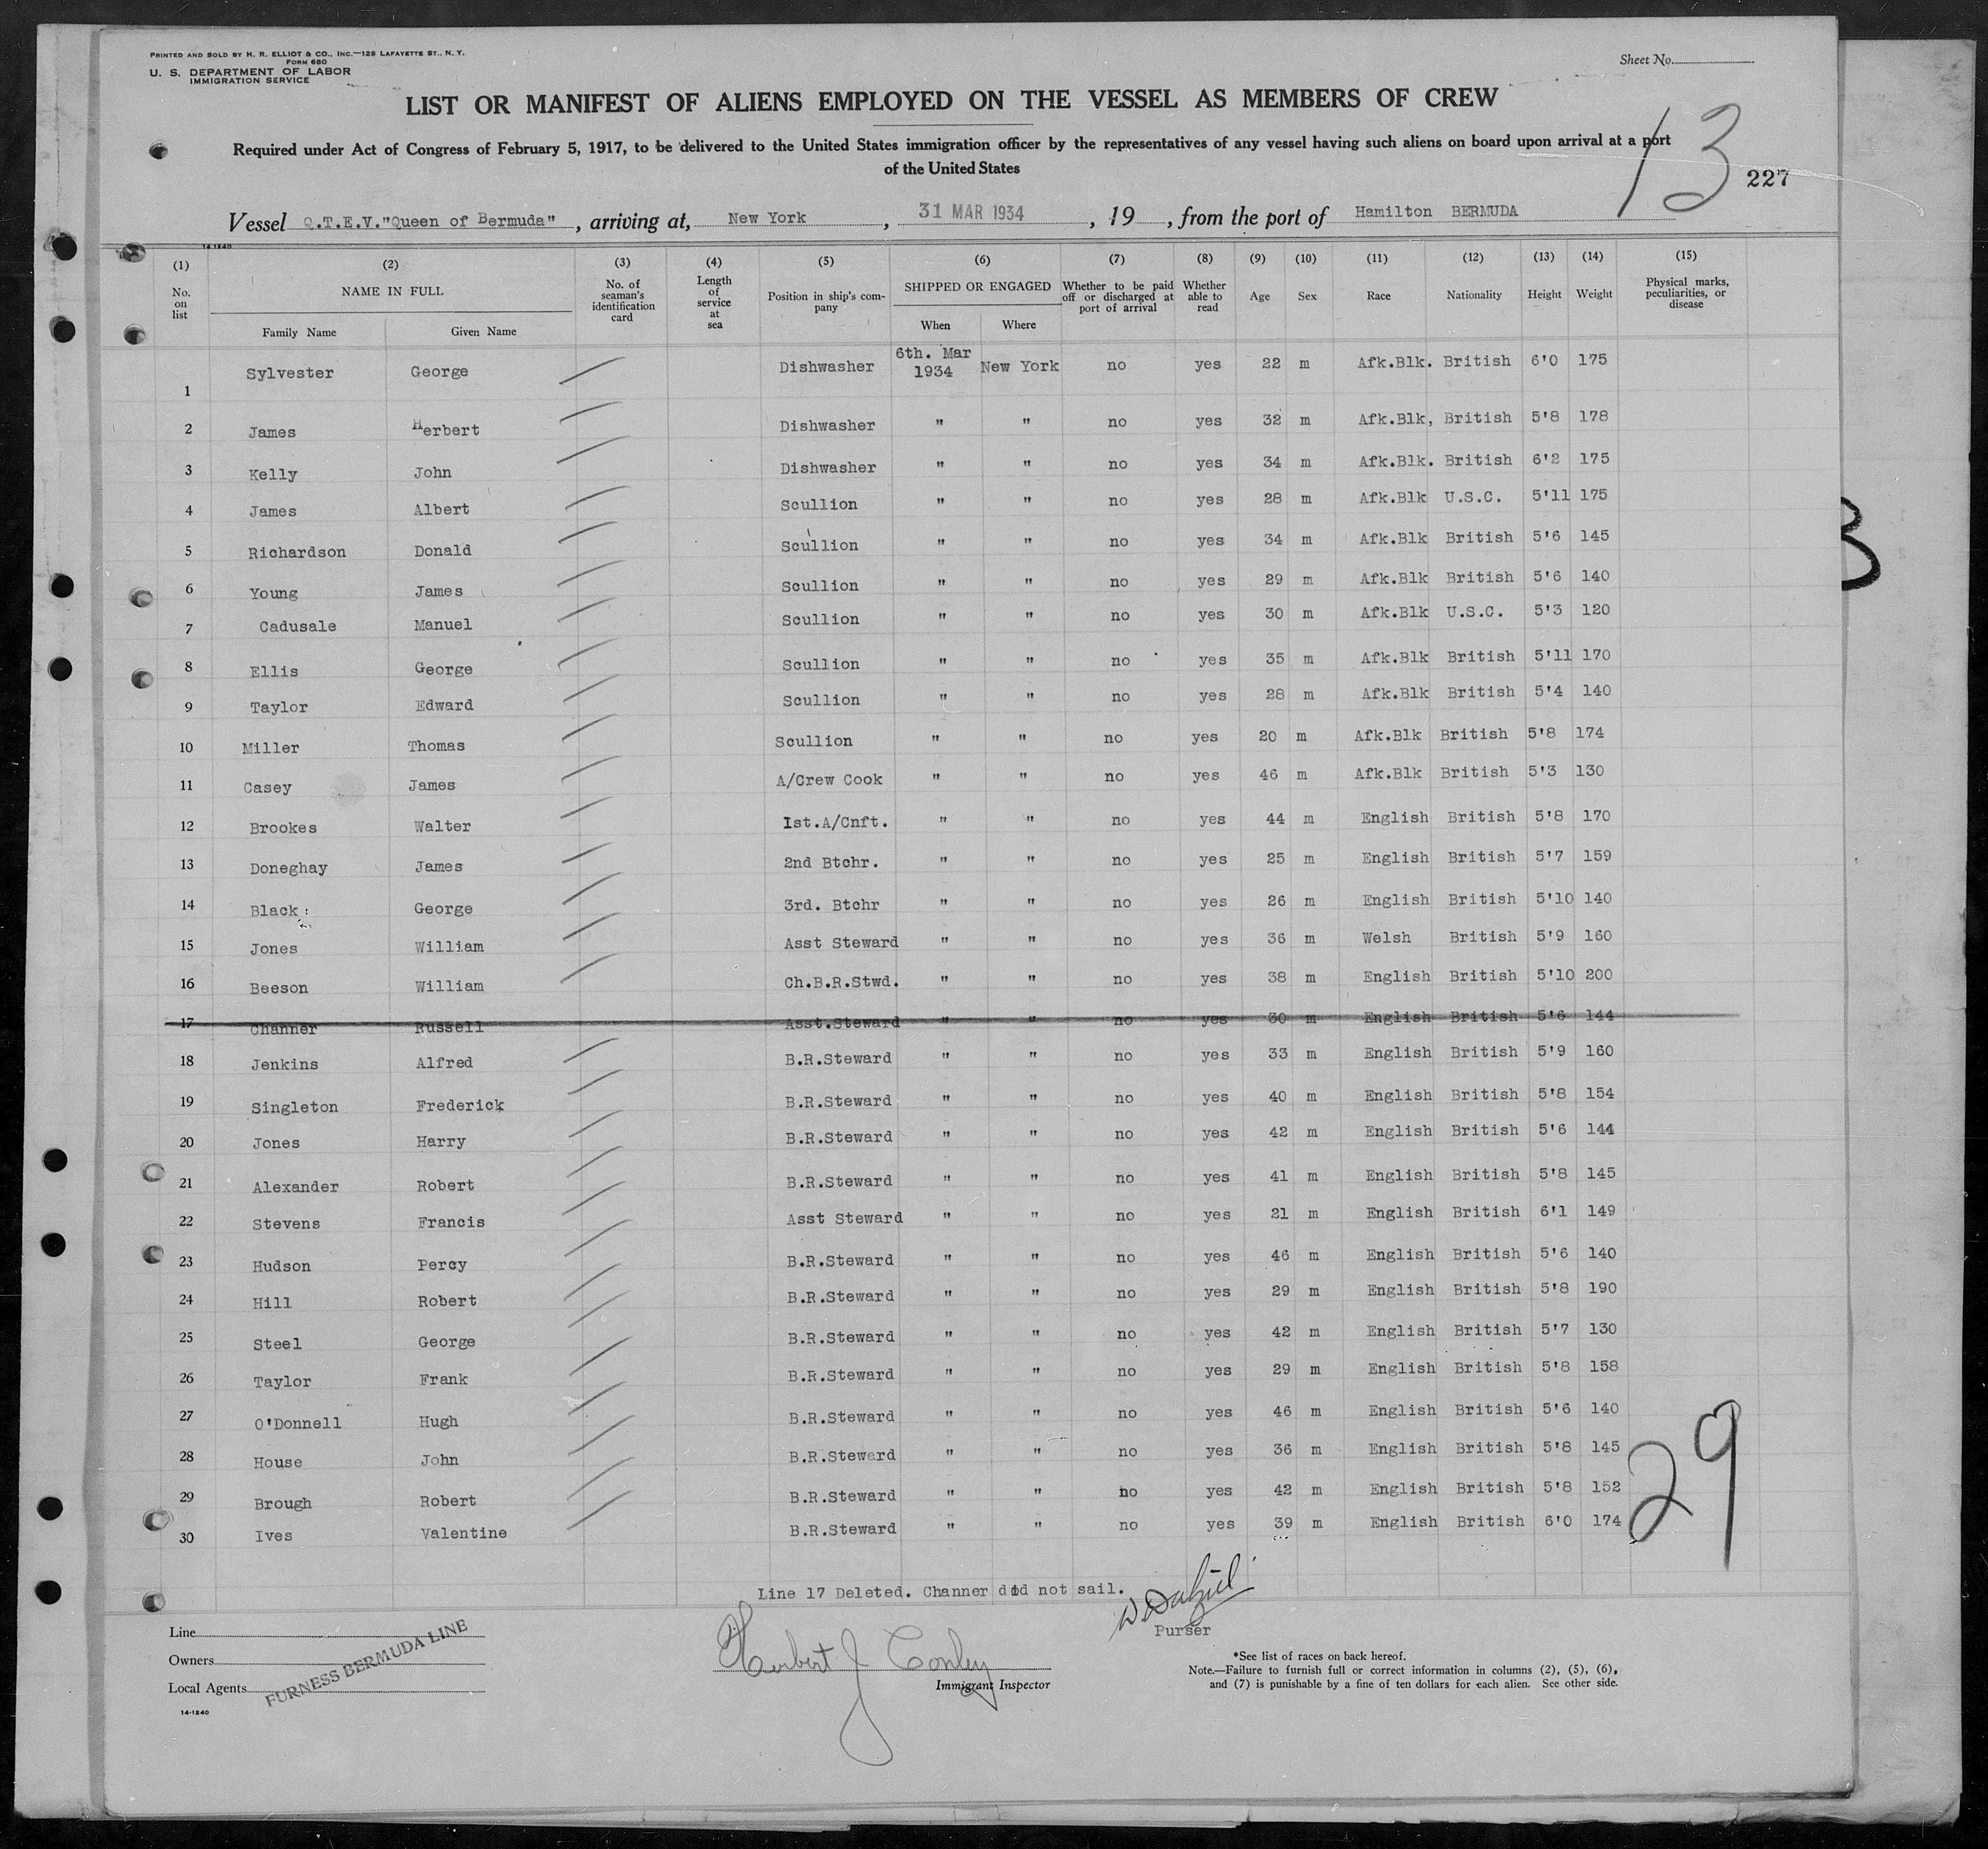 PRINTED AND SOLD BY H. R. ELLIOT & CO., INC.—129 LAFAYETTE ST., N. Y.
FORM 680
U. S. DEPARTMENT OF LABOR
IMMIGRATION SERVICE
Sheet No.
LIST OR MANIFEST OF ALIENS EMPLOYED ON THE VESSEL AS MEMBERS OF CREW
13
Required under Act of Congress of February 5, 1917, to be delivered to the United States immigration officer by the representatives of any vessel having such aliens on board upon arrival at a port
of the United States
227
Vessel Q.T.E.V."Queen of Bermuda", arriving at, New York, 31 MAR 1934, 19, from the port of Hamilton BERMUDA
14-1240
(1) (2) (3) (4) (5) (6) (7) (8) (9) (10) (11) (12) (13) (14) (15)
No. on list NAME IN FULL No. of seaman's identification card Length of service at sea Position in ship's company SHIPPED OR ENGAGED Whether to be paid off or discharged at port of arrival Whether able to read Age Sex Race Nationality Height Weight Physical marks, peculiarities, or disease
Family Name Given Name When Where
1 Sylvester George Dishwasher 6th. Mar 1934 New York no yes 22 m Afk.Blk. British 6'0 175
2 James Herbert Dishwasher " " no yes 32 m Afk.Blk, British 5'8 178
3 Kelly John Dishwasher " " no yes 34 m Afk.Blk. British 6'2 175
4 James Albert Scullion " " no yes 28 m Afk.Blk U.S.C. 5'11 175
5 Richardson Donald Scullion " " no yes 34 m Afk.Blk British 5'6 145
6 Young James Scullion " " no yes 29 m Afk.Blk British 5'6 140
7 Cadusale Manuel Scullion " " no yes 30 m Afk.Blk U.S.C. 5'3 120
8 Ellis George Scullion " " no yes 35 m Afk.Blk British 5'11 170
9 Taylor Edward Scullion " " no yes 28 m Afk.Blk British 5'4 140
10 Miller Thomas Scullion " " no yes 20 m Afk.Blk British 5'8 174
11 Casey James A/Crew Cook " " no yes 46 m Afk.Blk British 5'3 130
12 Brookes Walter Ist.A/Cnft. " " no yes 44 m English British 5'8 170
13 Doneghay James 2nd Btchr. " " no yes 25 m English British 5'7 159
14 Black George 3rd. Btchr " " no yes 26 m English British 5'10 140
15 Jones William Asst Steward " " no yes 36 m Welsh British 5'9 160
16 Beeson William Ch.B.R.Stwd. " " no yes 38 m English British 5'10 200
17 Channer Russell Asst.Steward " " no yes 30 m English British 5'6 144
18 Jenkins Alfred B.R.Steward " " no yes 33 m English British 5'9 160
19 Singleton Frederick B.R.Steward " " no yes 40 m English British 5'8 154
20 Jones Harry B.R.Steward " " no yes 42 m English British 5'6 144
21 Alexander Robert B.R.Steward " " no yes 41 m English British 5'8 145
22 Stevens Francis Asst Steward " " no yes 21 m English British 6'1 149
23 Hudson Percy B.R.Steward " " no yes 46 m English British 5'6 140
24 Hill Robert B.R.Steward " " no yes 29 m English British 5'8 190
25 Steel George B.R.Steward " " no yes 42 m English British 5'7 130
26 Taylor Frank B.R.Steward " " no yes 29 m English British 5'8 158
27 O'Donnell Hugh B.R.Steward " " no yes 46 m English British 5'6 140
28 House John B.R.Steward " " no yes 36 m English British 5'8 145
29 Brough Robert B.R.Steward " " no yes 42 m English British 5'8 152
30 Ives Valentine B.R.Steward " " no yes 39 m English British 6'0 174
29
Line 17 Deleted. Channer did not sail.
Purser
Line
Owners
Local Agents
FURNESS BERMUDA LINE
Herbert J Conley
Immigrant Inspector
*See list of races on back hereof.
Note.—Failure to furnish full or correct information in columns (2), (5), (6),
and (7) is punishable by a fine of ten dollars for each alien. See other side.
14-1240